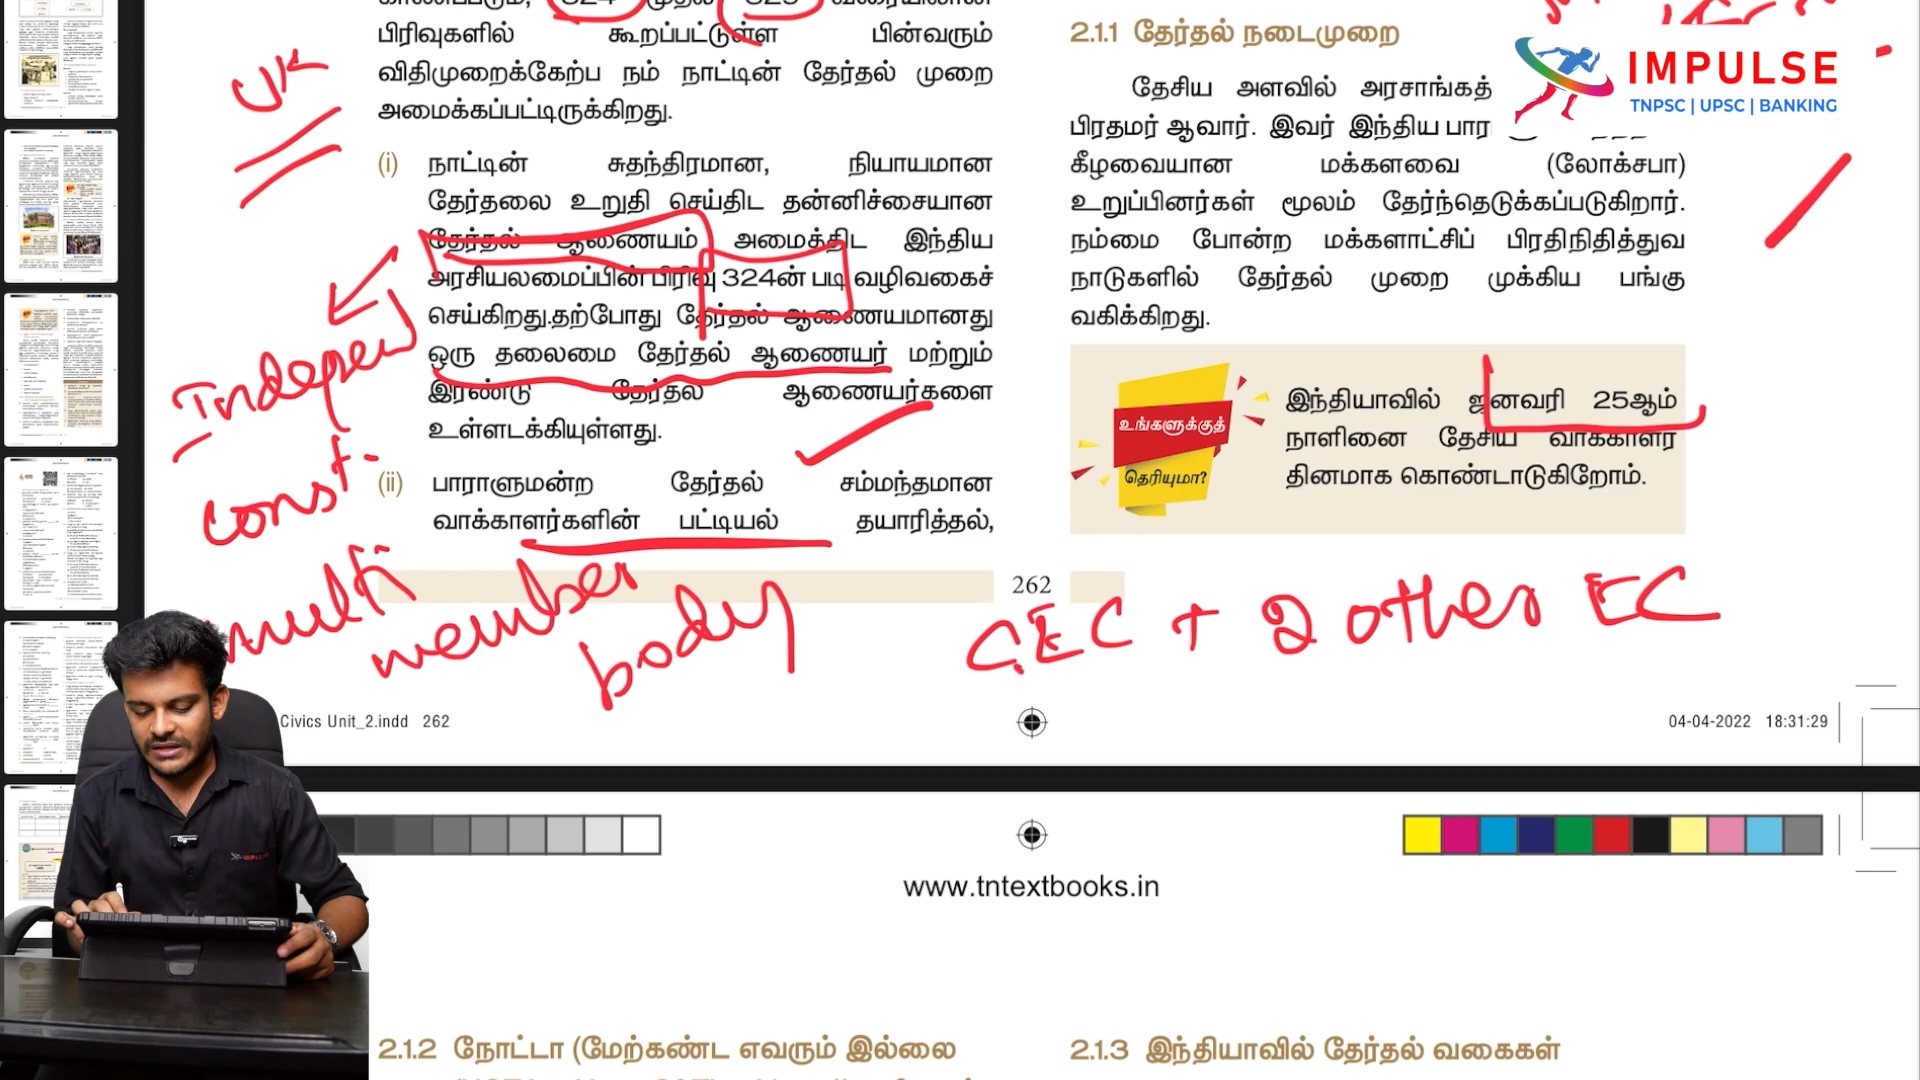 பிரிவுகளில் கூறப்பட்டுள்ள பின்வரும்
விதிமுறைக்கேற்ப நம் நாட்டின் தேர்தல் முறை
அமைக்கப்பட்டிருக்கிறது.
UK
(i) நாட்டின் சுதந்திரமான, நியாயமான
தேர்தலை உறுதி செய்திட தன்னிச்சையான
தேர்தல் ஆணையம் அமைத்திட இந்திய
அரசியலமைப்பின் பிரிவு 324ன் படி வழிவகைச்
செய்கிறது.தற்போது தேர்தல் ஆணையமானது
ஒரு தலைமை தேர்தல் ஆணையர் மற்றும்
இரண்டு தேர்தல் ஆணையர்களை
உள்ளடக்கியுள்ளது.
(ii) பாராளுமன்ற தேர்தல் சம்மந்தமான
வாக்காளர்களின் பட்டியல் தயாரித்தல்,
const.
multi
member
body
262
Civics Unit_2.indd 262
2.1.1 தேர்தல் நடைமுறை
தேசிய அளவில் அரசாங்கத்
பிரதமர் ஆவார். இவர் இந்திய பார
கீழவையான மக்களவை (லோக்சபா)
உறுப்பினர்கள் மூலம் தேர்ந்தெடுக்கப்படுகிறார்.
நம்மை போன்ற மக்களாட்சிப் பிரதிநிதித்துவ
நாடுகளில் தேர்தல் முறை முக்கிய பங்கு
வகிக்கிறது.
IMPULSE
TNPSC | UPSC | BANKING
உங்களுக்குத்
தெரியுமா?
இந்தியாவில் ஜனவரி 25ஆம்
நாளினை தேசிய வாக்காளர்
தினமாக கொண்டாடுகிறோம்.
CEC + 2 other EC
04-04-2022 18:31:29
www.tntextbooks.in
2.1.2 நோட்டா (மேற்கண்ட எவரும் இல்லை
2.1.3 இந்தியாவில் தேர்தல் வகைகள்